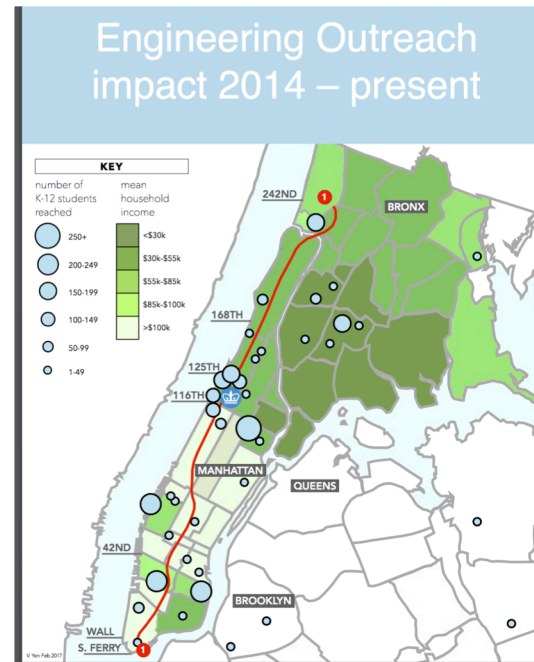 Engineering Outreach
impact 2014 – present
KEY
number of
K-12 students
reached
mean
household
income
250+
200-249
150-199
100-149
50-99
1-49
<$30k
$30k-$55k
$55k-$85k
$85k-$100k
>$100k
242ND
1
BRONX
168TH
125TH
116TH
MANHATTAN
QUEENS
42ND
BROOKLYN
WALL
S. FERRY
1
V Yen Feb 2017